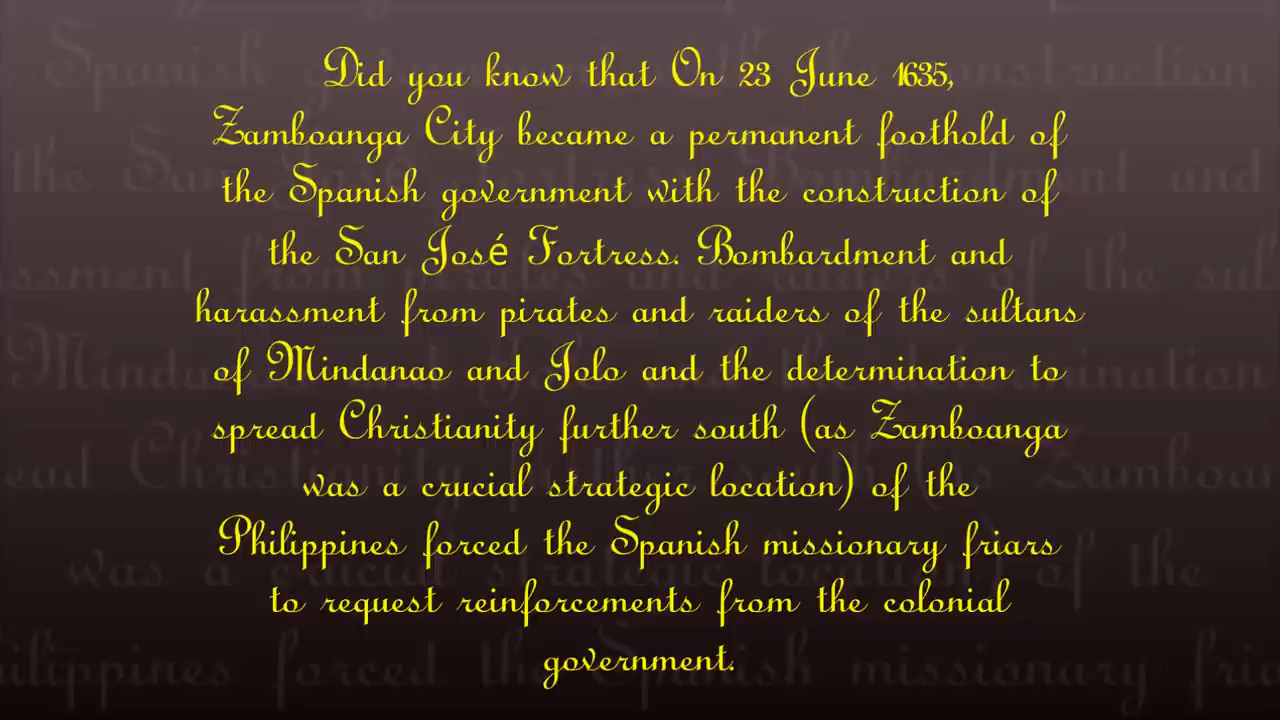 Did you know that On 23 June 1635,
Zamboanga City became a permanent foothold of
the Spanish government with the construction of
the San José Fortress. Bombardment and
harassment from pirates and raiders of the sultans
of Mindanao and Jolo and the determination to
spread Christianity further south (as Zamboanga
was a crucial strategic location) of the
Philippines forced the Spanish missionary friars
to request reinforcements from the colonial
government.